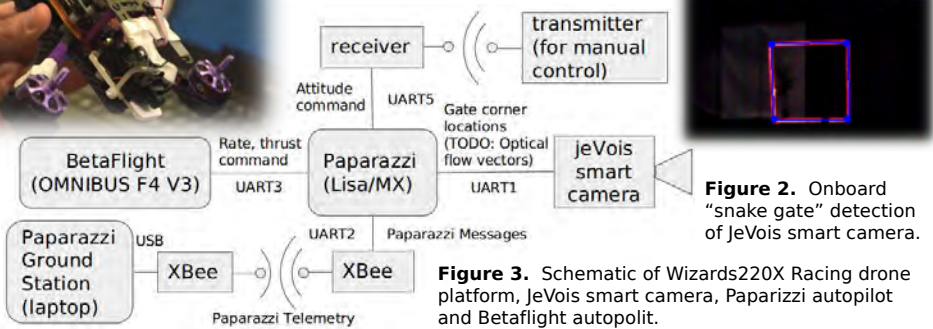 receiver
transmitter
(for manual
control)
Attitude
command
UART5
Gate corner
locations
(TODO: Optical
flow vectors)
UART1
BetaFlight
(OMNIBUS F4 V3)
Rate, thrust
command
UART3
Paparazzi
(Lisa/MX)
jeVois
smart
camera
Figure 2. Onboard
“snake gate” detection
of JeVois smart camera.
Paparazzi
Ground
Station
(laptop)
USB
XBee
UART2
Paparazzi Messages
XBee
Paparazzi Telemetry
Figure 3. Schematic of Wizards220X Racing drone
platform, JeVois smart camera, Paparizzi autopilot
and Betaflight autopolit.